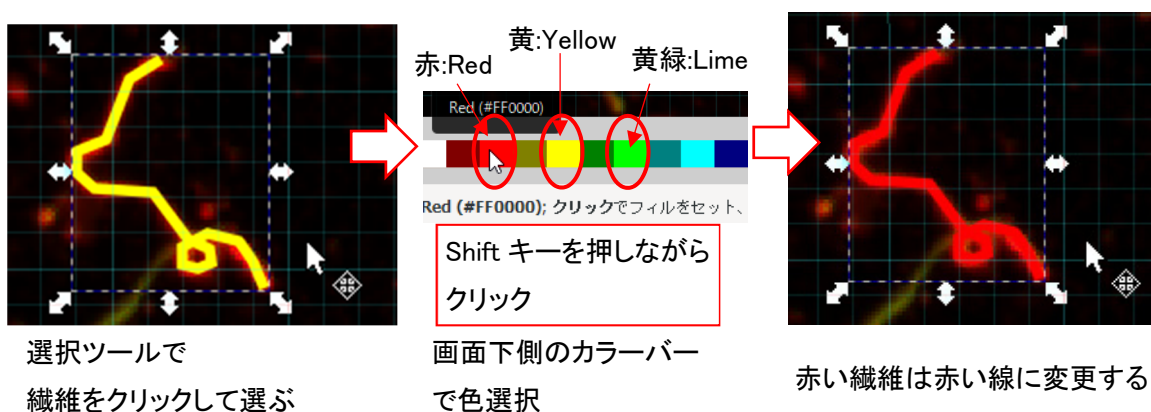 赤:Red
黄:Yellow
黄緑:Lime
Red (#FF0000)
Red (#FF0000); クリックでフィルをセット、
Shift キーを押しながら
クリック
選択ツールで
繊維をクリックして選ぶ
画面下側のカラーバー
で色選択
赤い繊維は赤い線に変更する